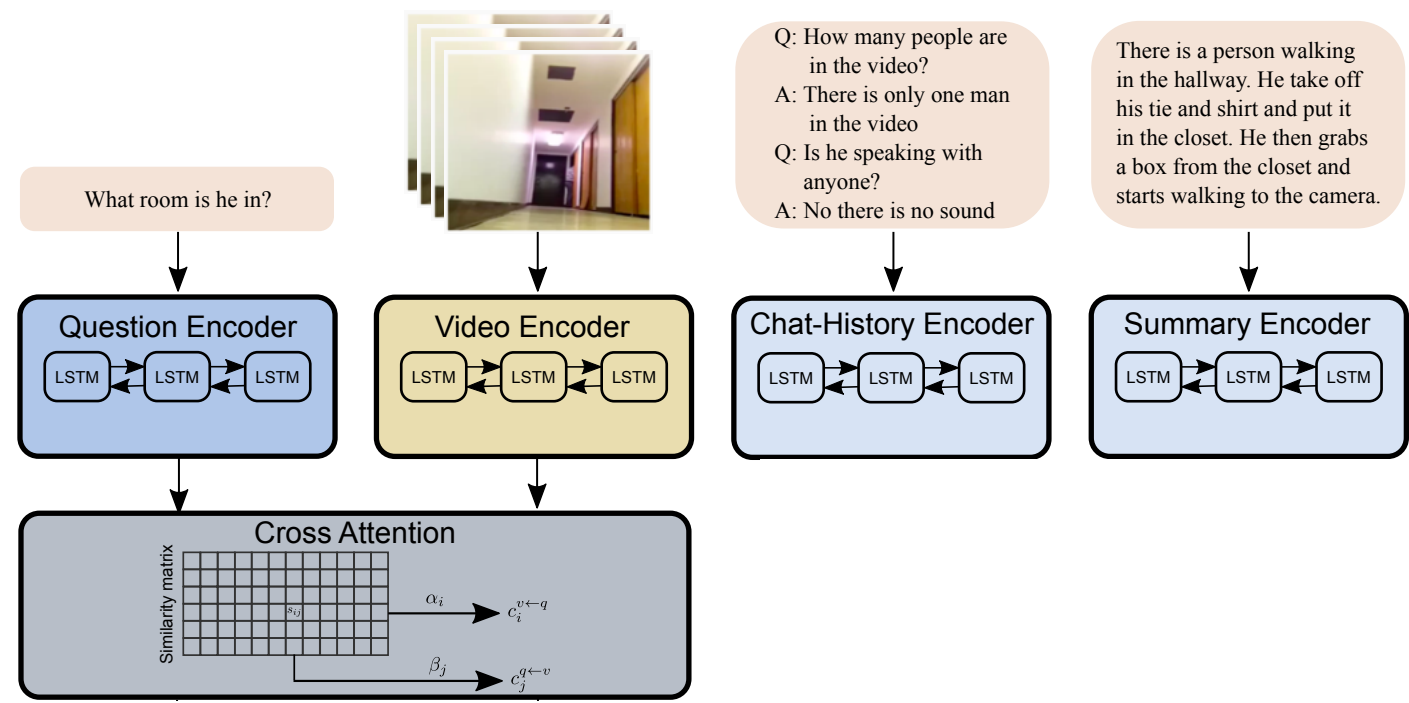 Q: How many people are
in the video?
A: There is only one man
in the video
Q: Is he speaking with
anyone?
A: No there is no sound
There is a person walking
in the hallway. He take off
his tie and shirt and put it
in the closet. He then grabs
a box from the closet and
starts walking to the camera.
What room is he in?
Question Encoder
LSTM
LSTM
LSTM
Video Encoder
LSTM
LSTM
LSTM
Chat-History Encoder
LSTM
LSTM
LSTM
Summary Encoder
LSTM
LSTM
LSTM
Cross Attention
Similarity matrix
s_{ij}
α_i
c_i^{v←q}
β_j
c_j^{q←v}